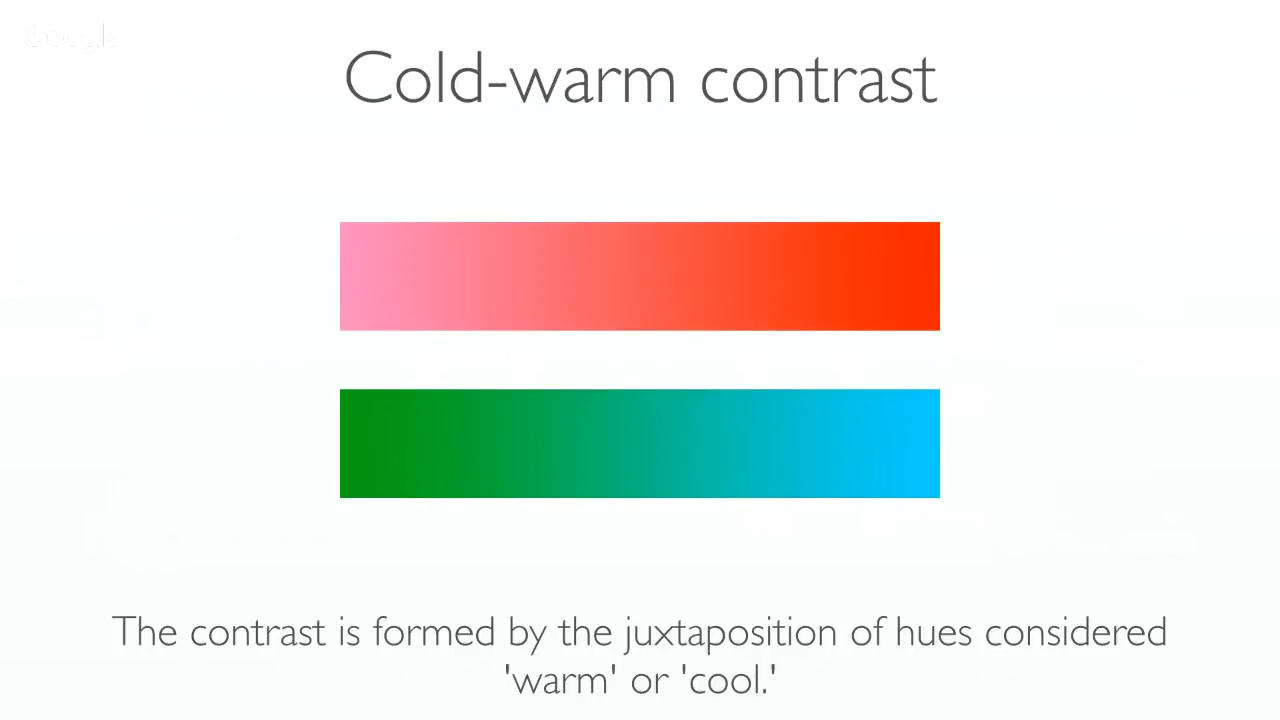 Cold-warm contrast
The contrast is formed by the juxtaposition of hues considered
'warm' or 'cool.'